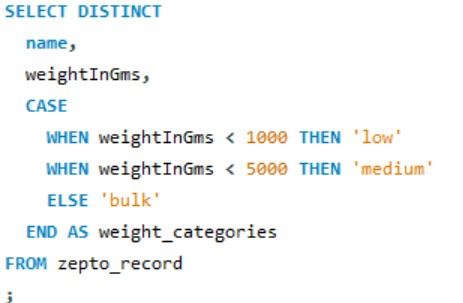 SELECT DISTINCT
  name,
  weightInGms,
  CASE
    WHEN weightInGms < 1000 THEN 'low'
    WHEN weightInGms < 5000 THEN 'medium'
    ELSE 'bulk'
  END AS weight_categories
FROM zepto_record
;